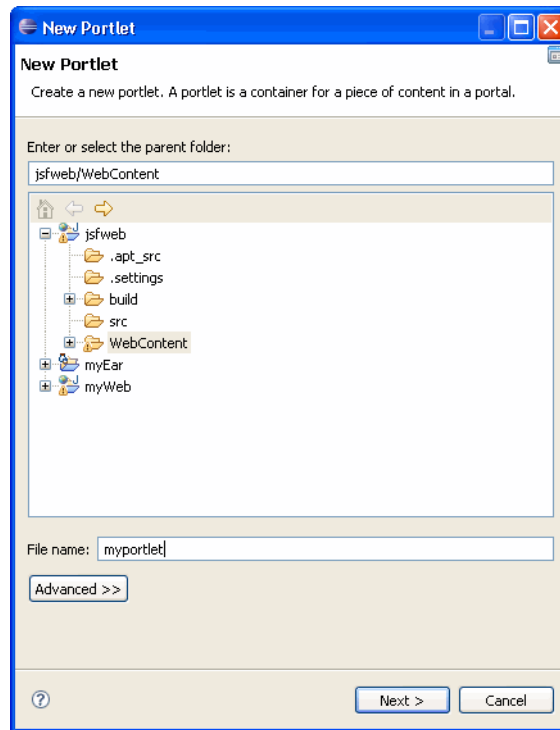 New Portlet
New Portlet
Create a new portlet. A portlet is a container for a piece of content in a portal.
Enter or select the parent folder:
jsfweb/WebContent
jsfweb
.apt_src
.settings
build
src
WebContent
myEar
myWeb
File name: myportlet
Advanced >>
Next > Cancel